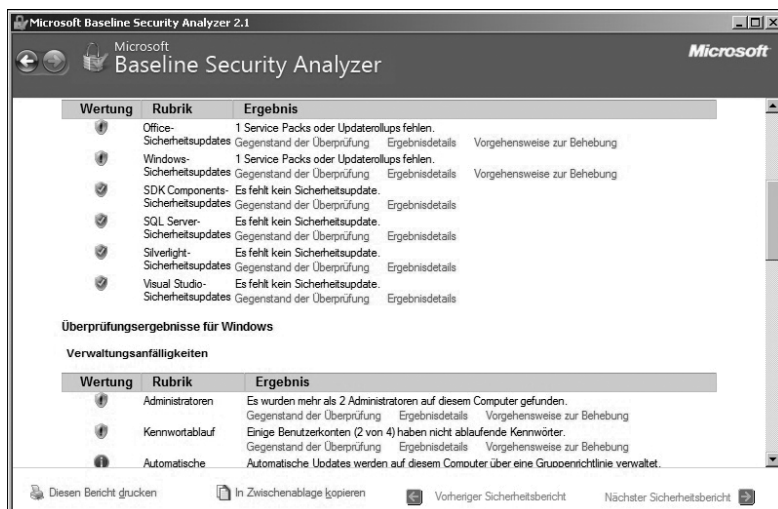 Microsoft Baseline Security Analyzer 2.1
Microsoft
Baseline Security Analyzer
Microsoft
Wertung Rubrik Ergebnis
Office- 1 Service Packs oder Updaterollups fehlen.
Sicherheitsupdates Gegenstand der Überprüfung Ergebnisdetails Vorgehensweise zur Behebung
Windows- 1 Service Packs oder Updaterollups fehlen.
Sicherheitsupdates Gegenstand der Überprüfung Ergebnisdetails Vorgehensweise zur Behebung
SDK Components- Es fehlt kein Sicherheitsupdate.
Sicherheitsupdates Gegenstand der Überprüfung Ergebnisdetails
SQL Server- Es fehlt kein Sicherheitsupdate.
Sicherheitsupdates Gegenstand der Überprüfung Ergebnisdetails
Silverlight- Es fehlt kein Sicherheitsupdate.
Sicherheitsupdates Gegenstand der Überprüfung Ergebnisdetails
Visual Studio- Es fehlt kein Sicherheitsupdate.
Sicherheitsupdates Gegenstand der Überprüfung Ergebnisdetails
Überprüfungsergebnisse für Windows
Verwaltungsanfälligkeiten
Wertung Rubrik Ergebnis
Administratoren Es wurden mehr als 2 Administratoren auf diesem Computer gefunden.
Gegenstand der Überprüfung Ergebnisdetails Vorgehensweise zur Behebung
Kennwortablauf Einige Benutzerkonten (2 von 4) haben nicht ablaufende Kennwörter.
Gegenstand der Überprüfung Ergebnisdetails Vorgehensweise zur Behebung
Automatische Automatische Updates werden auf diesem Computer über eine Gruppenrichtlinie verwaltet.
Diesen Bericht drucken In Zwischenablage kopieren Vorheriger Sicherheitsbericht Nächster Sicherheitsbericht